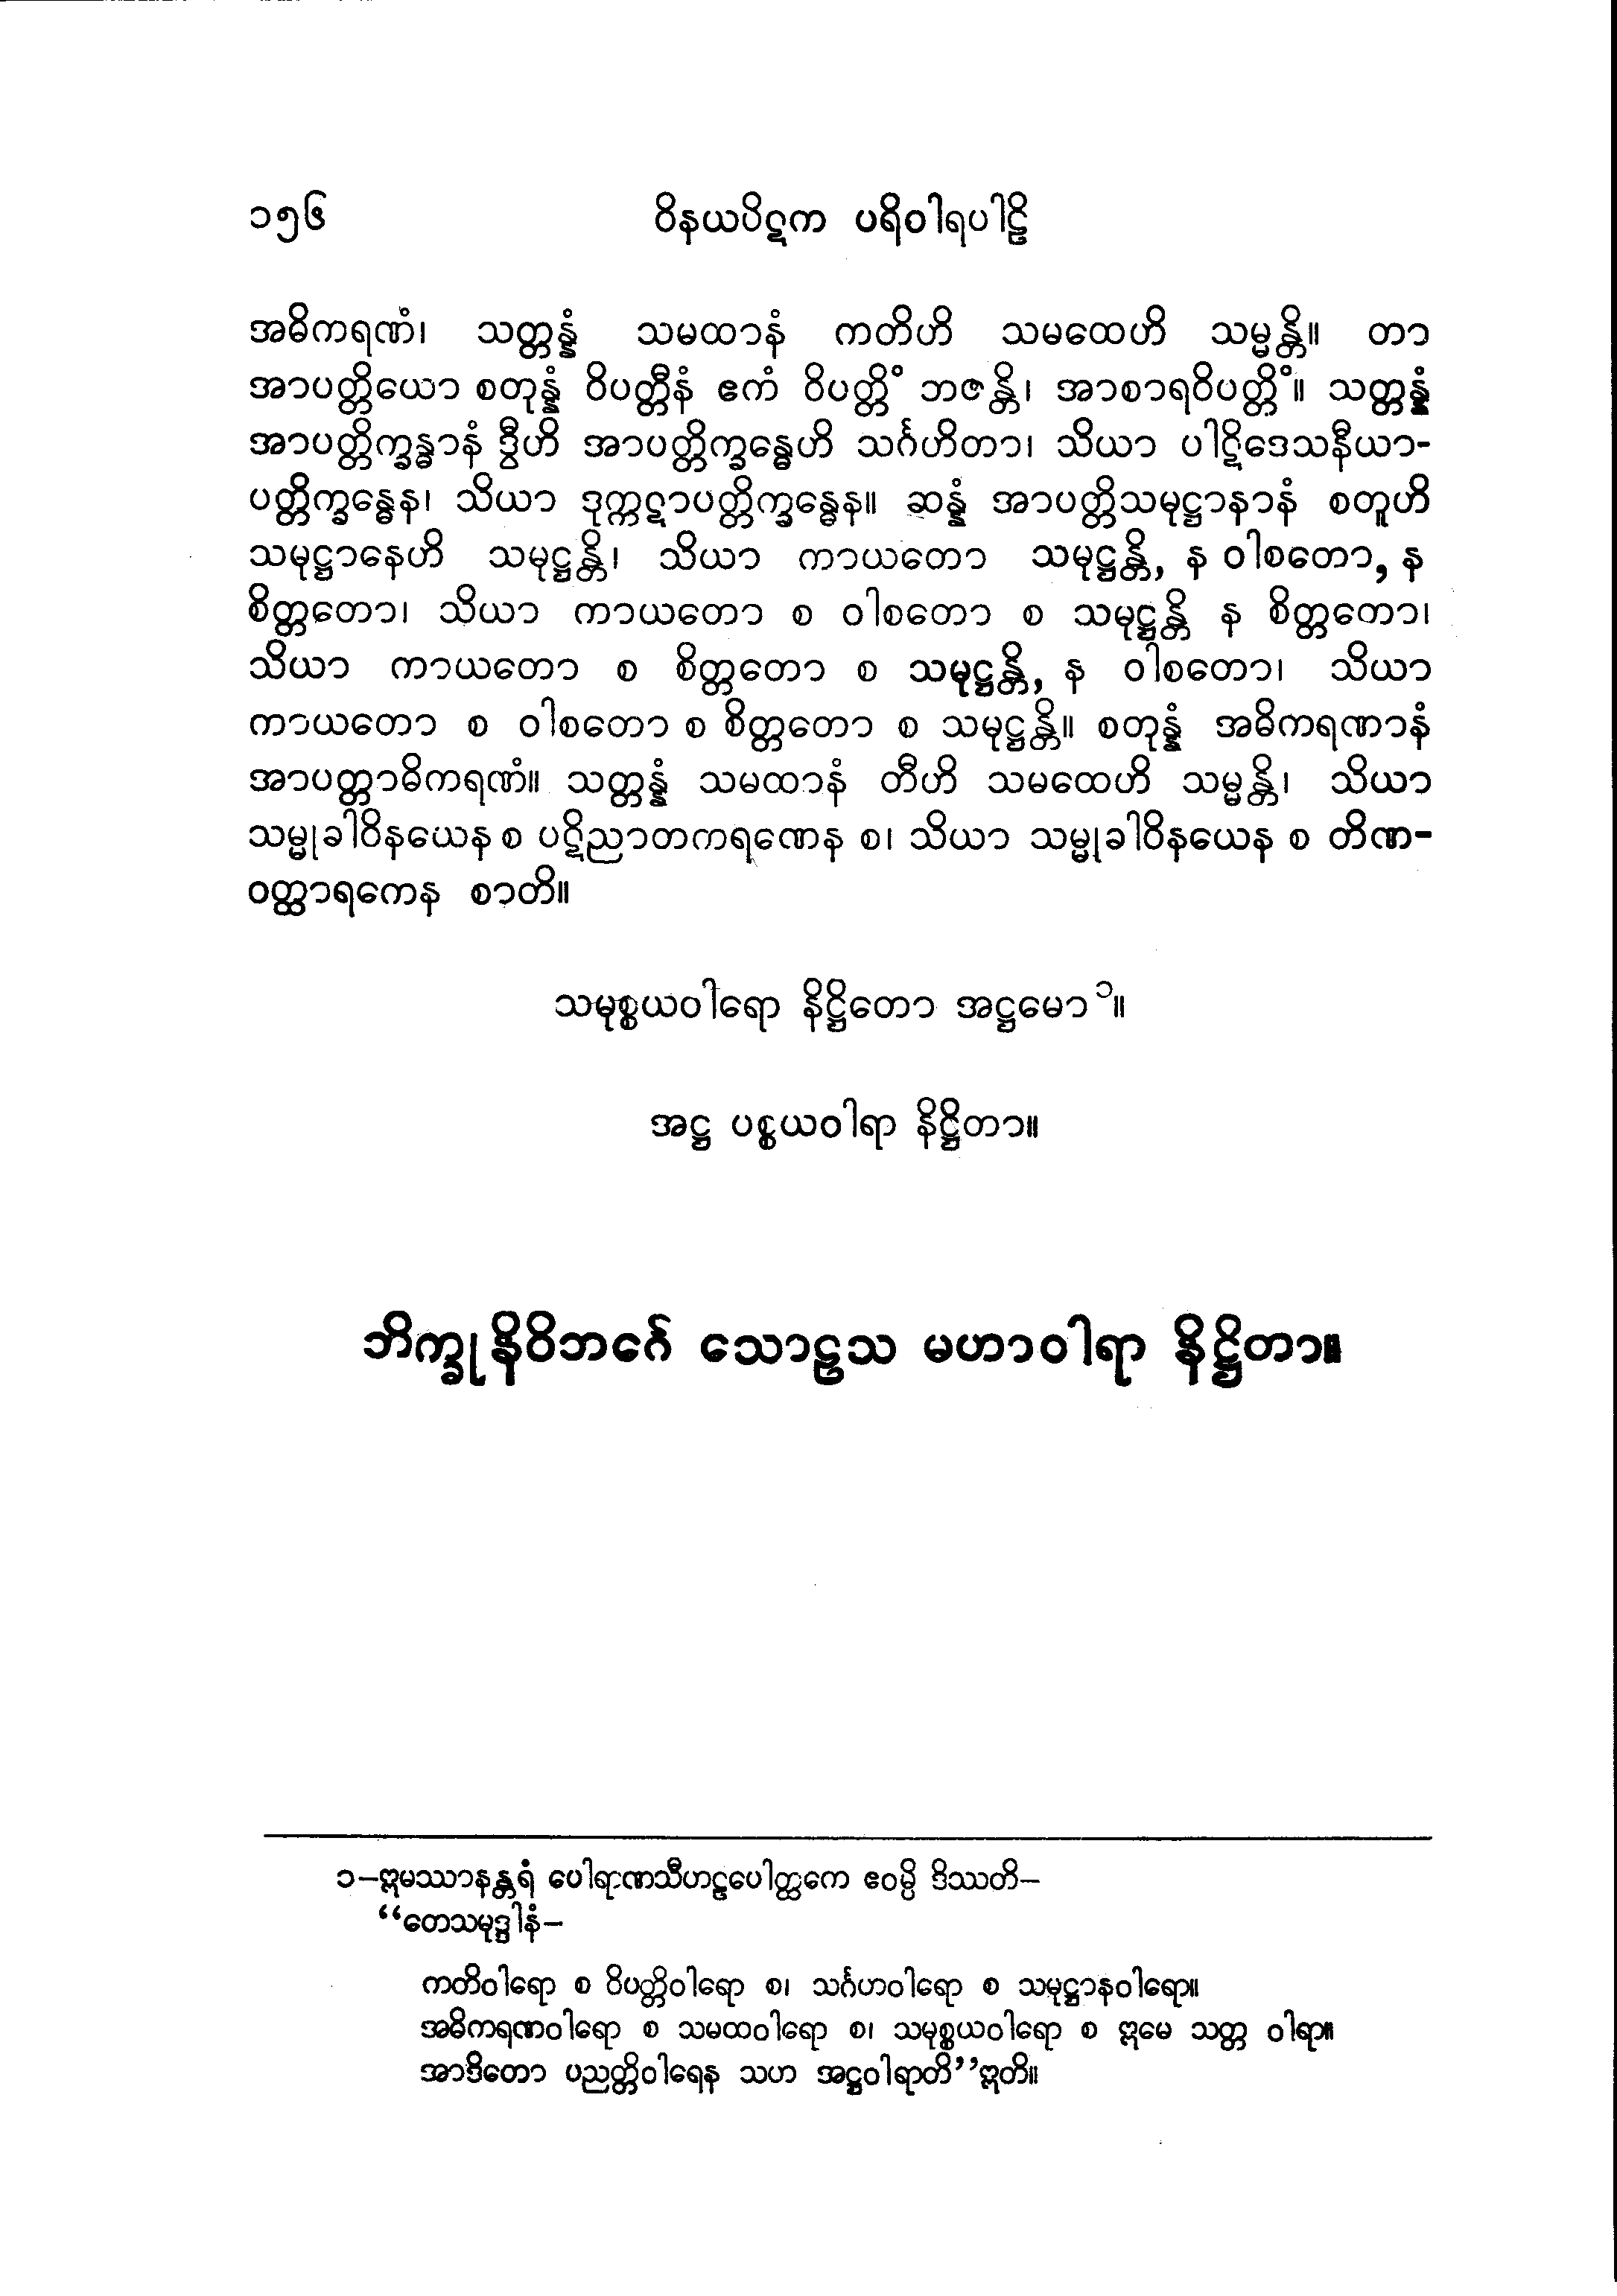 ၁၅၆ ဝိနယပိဋက ပရိဝါရပါဠိ
အဓိကရဏံ၊ သတ္တန္နံ သမထာနံ ကတိဟိ သမထေဟိ သမ္မန္တိ။ တာ
အာပတ္တိယော စတုန္နံ ဝိပတ္တီနံ ဧကံ ဝိပတ္တိံ ဘဇန္တိ၊ အာစာရဝိပတ္တိံ။ သတ္တန္နံ
အာပတ္တိက္ခန္ဓာနံ ဒွီဟိ အာပတ္တိက္ခန္ဓေဟိ သင်္ဂဟိတာ၊ သိယာ ပါဋိဒေသနီယာ-
ပတ္တိက္ခန္ဓေန၊ သိယာ ဒုက္ကဋာပတ္တိက္ခန္ဓေန။ ဆန္နံ အာပတ္တိသမုဋ္ဌာနာနံ စတူဟိ
သမုဋ္ဌာနေဟိ သမုဋ္ဌန္တိ၊ သိယာ ကာယတော သမုဋ္ဌန္တိ, န ဝါစတော, န
စိတ္တတော၊ သိယာ ကာယတော စ ဝါစတော စ သမုဋ္ဌန္တိ န စိတ္တတော၊
သိယာ ကာယတော စ စိတ္တတော စ သမုဋ္ဌန္တိ, န ဝါစတော၊ သိယာ
ကာယတော စ ဝါစတော စ စိတ္တတော စ သမုဋ္ဌန္တိ။ စတုန္နံ အဓိကရဏာနံ
အာပတ္တာဓိကရဏံ။ သတ္တန္နံ သမထာနံ တီဟိ သမထေဟိ သမ္မန္တိ၊ သိယာ
သမ္မုခါဝိနယေန စ ပဋိညာတကရဏေန စ၊ သိယာ သမ္မုခါဝိနယေန စ တိဏ-
ဝတ္ထာရကေန စာတိ။
သမုစ္စယဝါရော နိဋ္ဌိတော အဋ္ဌမော ၁။
အဋ္ဌ ပစ္စယဝါရာ နိဋ္ဌိတာ။
ဘိက္ခုနိဝိဘင်္ဂေ သောဠသ မဟာဝါရာ နိဋ္ဌိတာ။
၁–ဣမဿာနန္တရံ ပေါရာဏသီဟဠပေါတ္ထကေ ဧဝမ္ပိ ဒိဿတိ–
“တေသမုဒ္ဒါနံ–
ကတိဝါရော စ ဝိပတ္တိဝါရော စ၊ သင်္ဂဟဝါရော စ သမုဋ္ဌာနဝါရော။
အဓိကရဏဝါရော စ သမထဝါရော စ၊ သမုစ္စယဝါရော စ ဣမေ သတ္တ ဝါရာ။
အာဒိတော ပညတ္တိဝါရေန သဟ အဋ္ဌဝါရာတိ”ဣတိ။